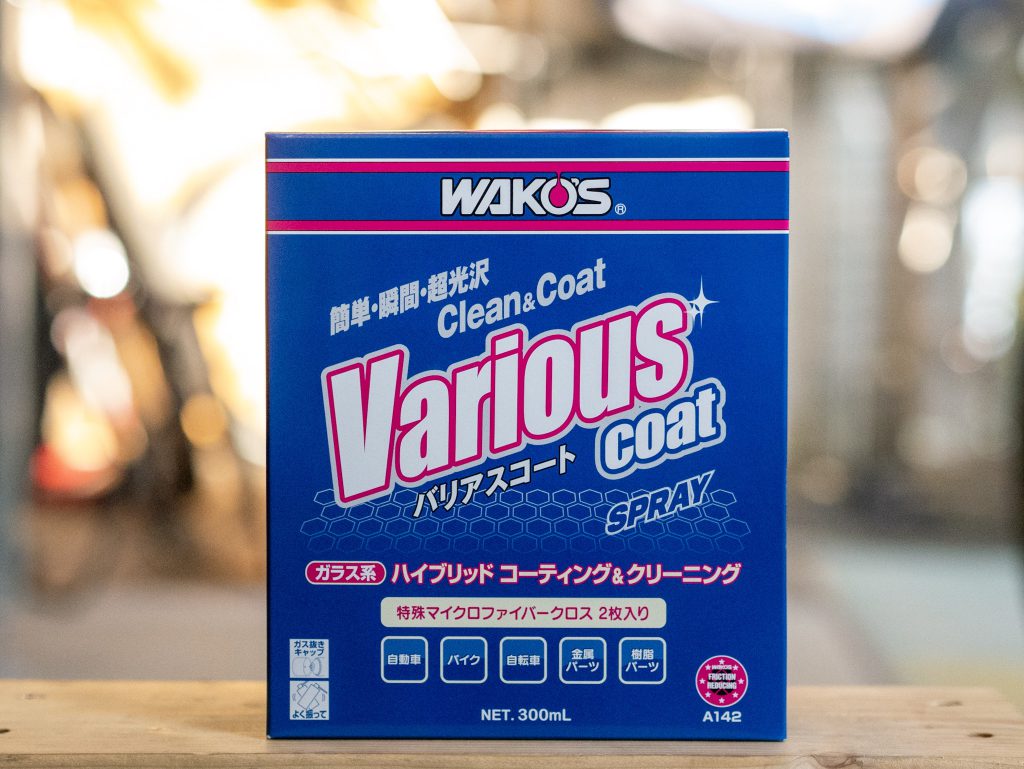 WAKO'S®
簡単・瞬間・超光沢
Clean&Coat
Various
coat
バリアスコート
SPRAY
ガラス系 ハイブリッド コーティング&クリーニング
特殊マイクロファイバークロス 2枚入り
ガス抜き
キャップ
よく振って
自動車
バイク
自転車
金属
パーツ
樹脂
パーツ
WAKO'S
FRICTION
REDUCING
NET. 300mL
A142